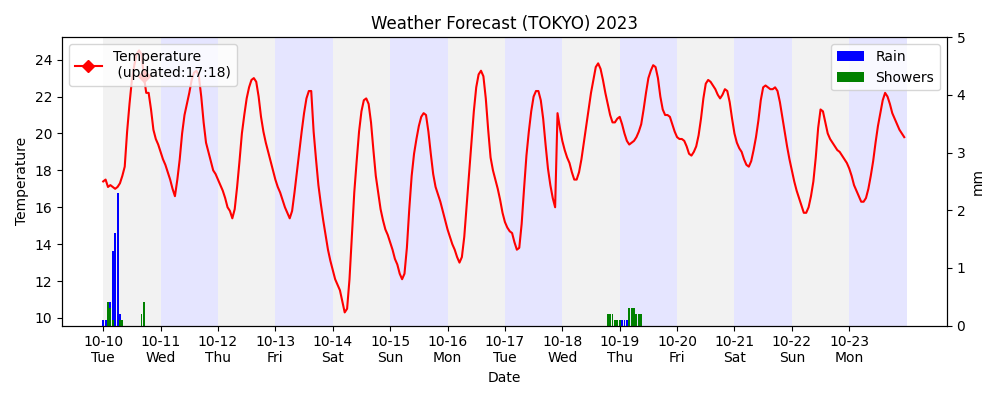 Weather Forecast (TOKYO) 2023
Temperature
(updated:17:18)
Rain
Showers
Temperature
24
22
20
18
16
14
12
10
5
4
3
2
1
0
mm
10-10 10-11 10-12 10-13 10-14 10-15 10-16 10-17 10-18 10-19 10-20 10-21 10-22 10-23
Tue Wed Thu Fri Sat Sun Mon Tue Wed Thu Fri Sat Sun Mon
Date